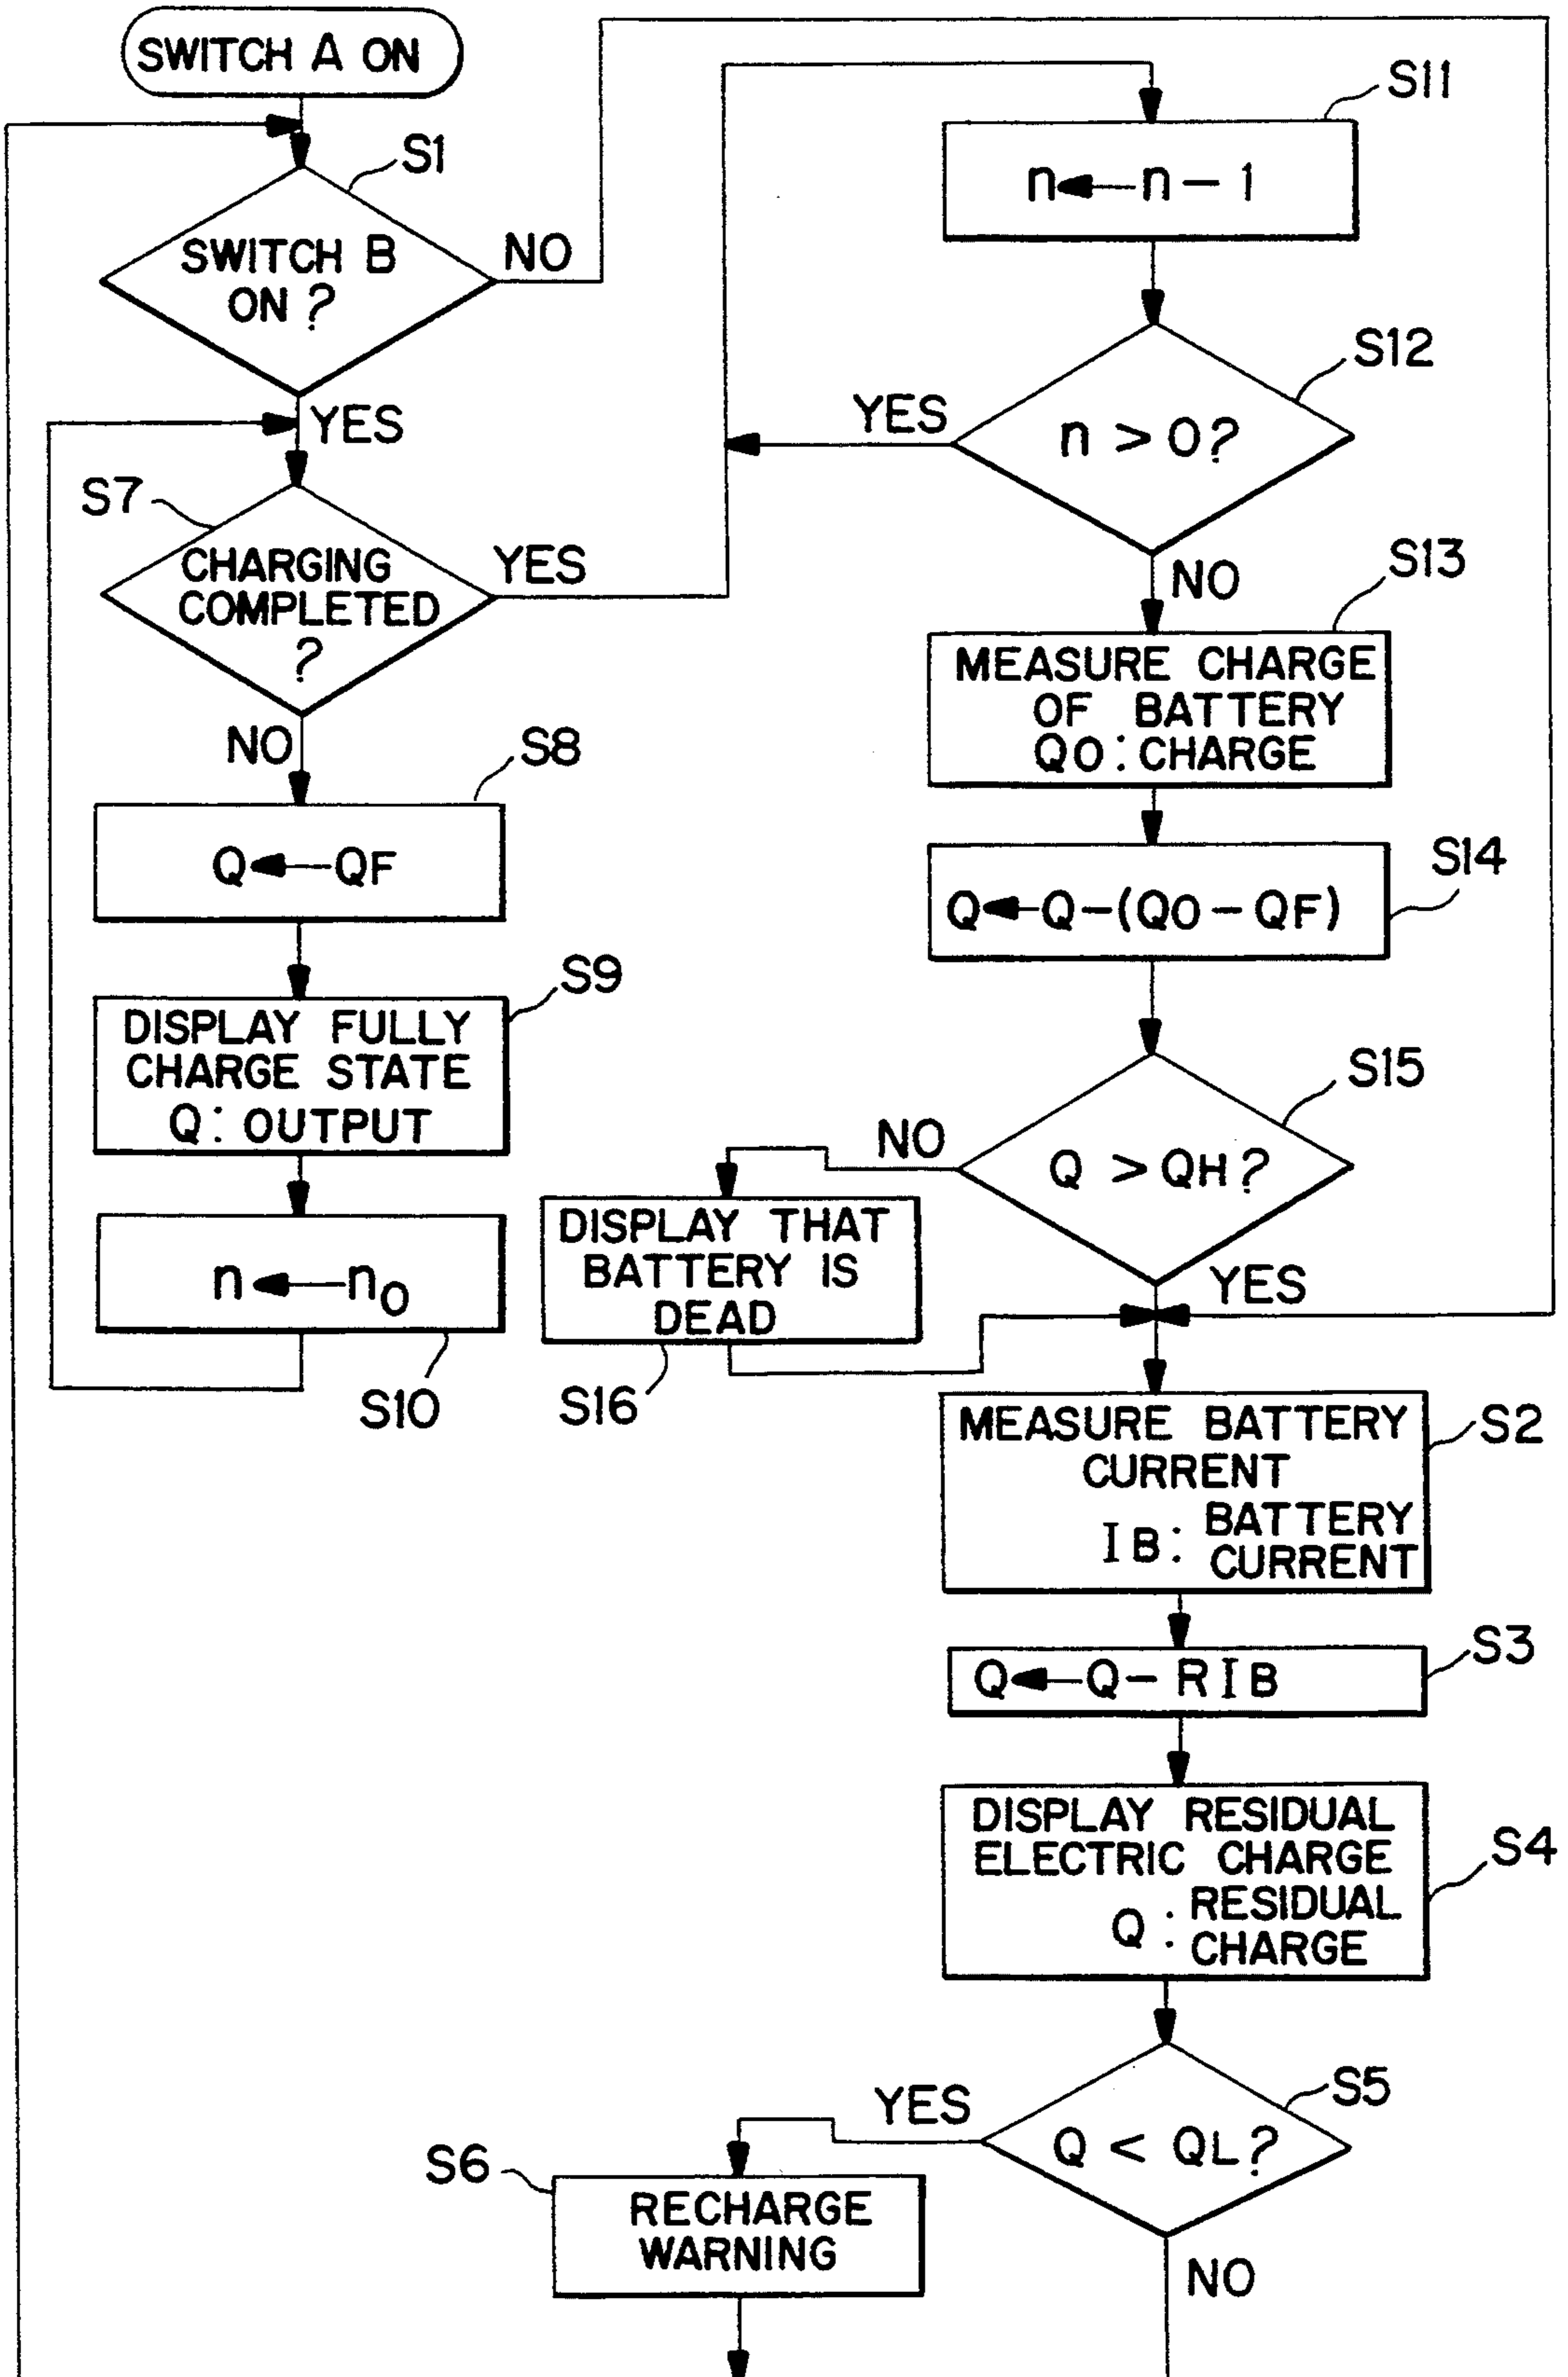 SWITCH A ON
S1
SWITCH B
ON ?
NO
YES
S7
CHARGING
COMPLETED
?
YES
NO
S8
Q←QF
S9
DISPLAY FULLY
CHARGE STATE
Q : OUTPUT
n←n0
S10
S11
n←n-1
S12
n > 0?
YES
NO
S13
MEASURE CHARGE
OF BATTERY
QO : CHARGE
S14
Q←Q-(QO-QF)
S15
Q > QH?
NO
YES
DISPLAY THAT
BATTERY IS
DEAD
S16
S2
MEASURE BATTERY
CURRENT
IB : BATTERY
CURRENT
S3
Q←Q-RIB
S4
DISPLAY RESIDUAL
ELECTRIC CHARGE
Q : RESIDUAL
CHARGE
S5
Q < QL?
YES
NO
S6
RECHARGE
WARNING